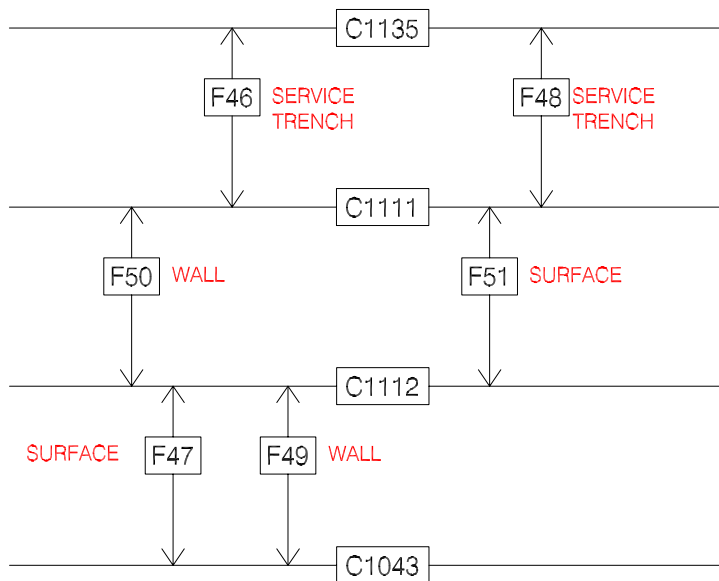 C1135
F46 SERVICE TRENCH
F48 SERVICE TRENCH
C1111
F50 WALL
F51 SURFACE
C1112
SURFACE F47
F49 WALL
C1043